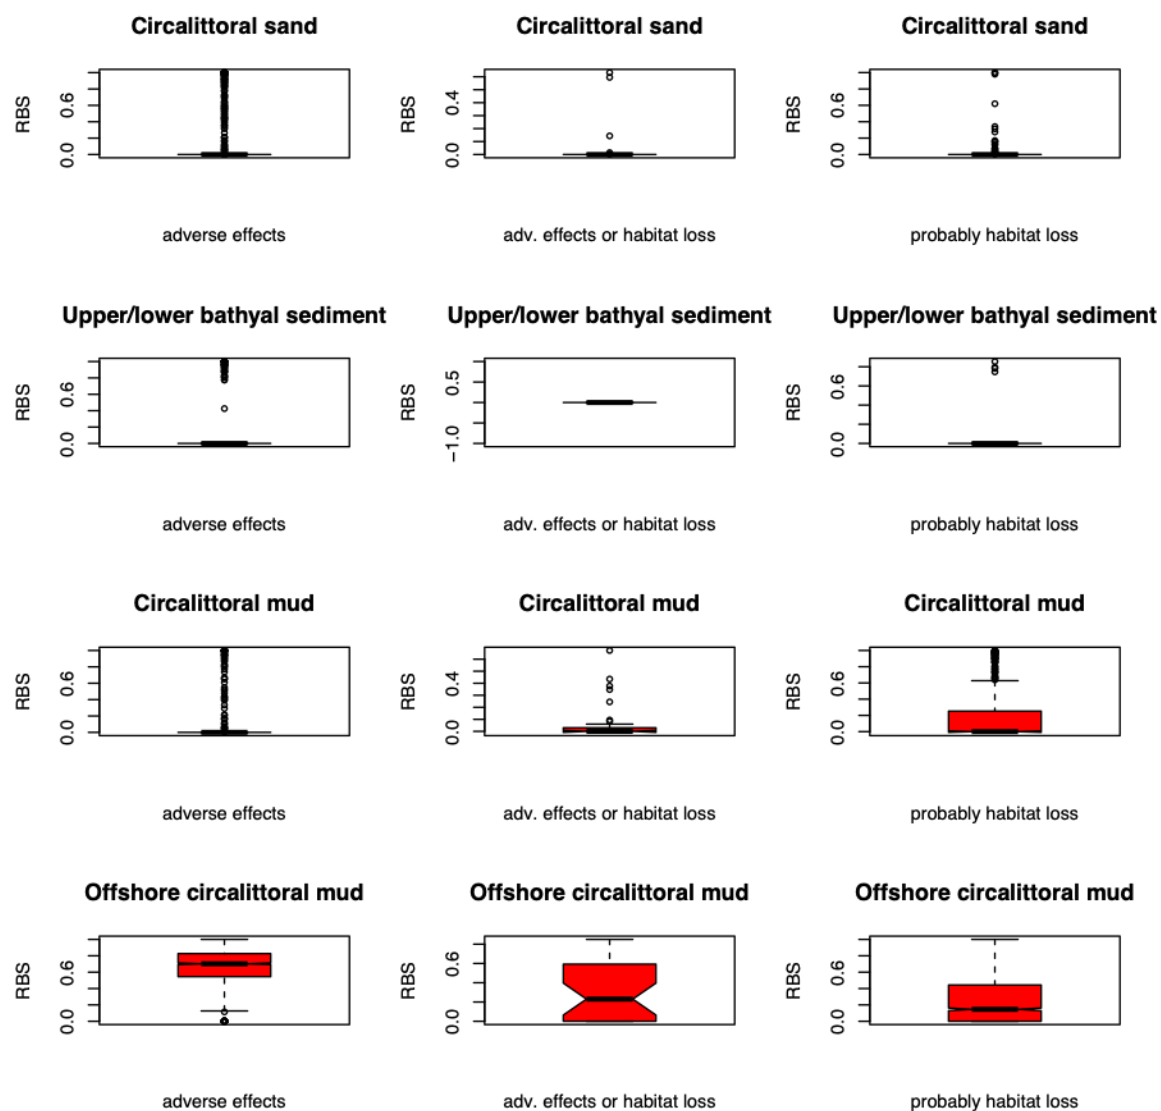 Circalittoral sand
Circalittoral sand
Circalittoral sand
RBS
0.0 0.6
RBS
0.0 0.4
RBS
0.0 0.6
adverse effects
adv. effects or habitat loss
probably habitat loss
Upper/lower bathyal sediment
Upper/lower bathyal sediment
Upper/lower bathyal sediment
RBS
0.0 0.6
RBS
−1.0 0.5
RBS
0.0 0.6
adverse effects
adv. effects or habitat loss
probably habitat loss
Circalittoral mud
Circalittoral mud
Circalittoral mud
RBS
0.0 0.6
RBS
0.0 0.4
RBS
0.0 0.6
adverse effects
adv. effects or habitat loss
probably habitat loss
Offshore circalittoral mud
Offshore circalittoral mud
Offshore circalittoral mud
RBS
0.0 0.6
RBS
0.0 0.6
RBS
0.0 0.6
adverse effects
adv. effects or habitat loss
probably habitat loss